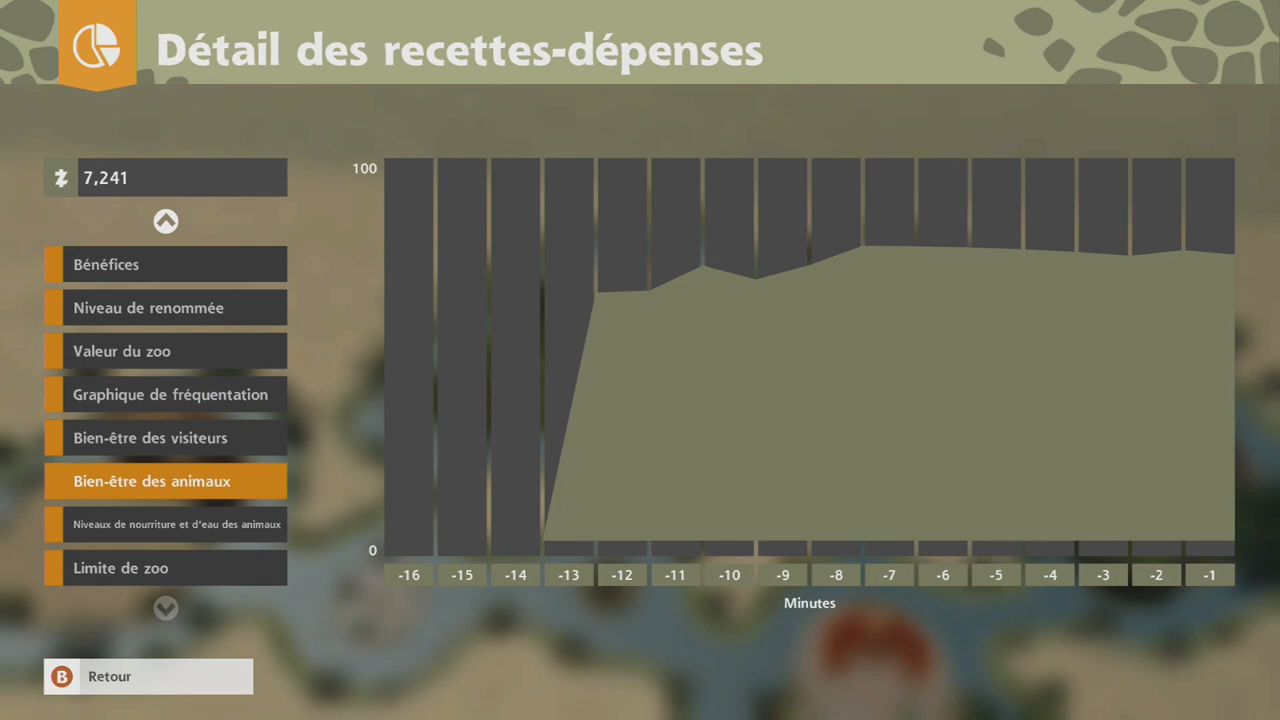 Détail des recettes-dépenses
7,241
Bénéfices
Niveau de renommée
Valeur du zoo
Graphique de fréquentation
Bien-être des visiteurs
Bien-être des animaux
Niveaux de nourriture et d'eau des animaux
Limite de zoo
100
0
-16 -15 -14 -13 -12 -11 -10 -9 -8 -7 -6 -5 -4 -3 -2 -1
Minutes
B Retour